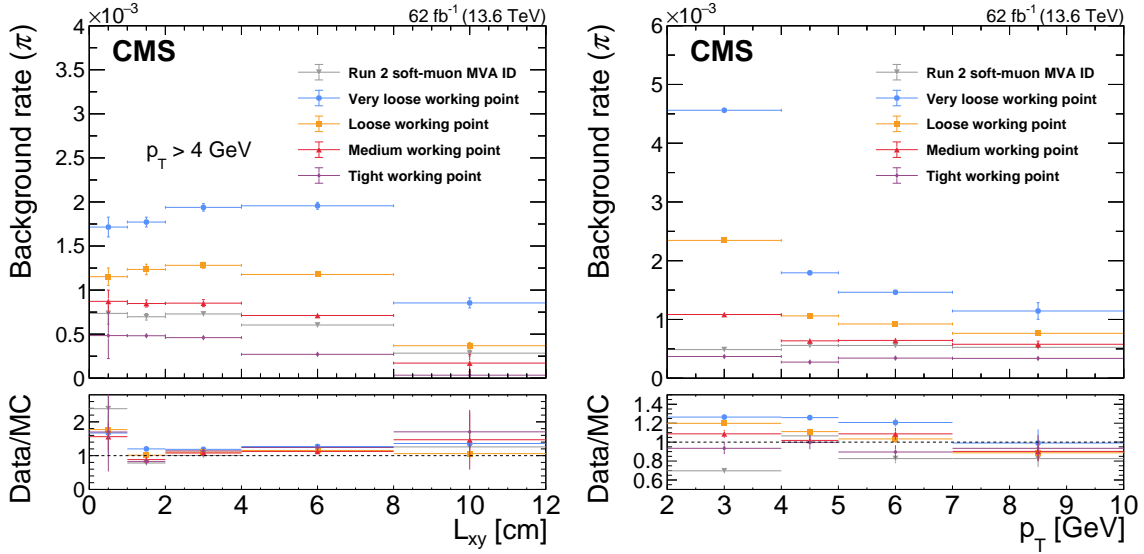 ×10⁻³
62 fb⁻¹ (13.6 TeV)
CMS
Background rate (π)
4
3.5
3
2.5
2
1.5
1
0.5
0
Run 2 soft-muon MVA ID
Very loose working point
Loose working point
Medium working point
Tight working point
p_T > 4 GeV
Data/MC
2
1
0
0 2 4 6 8 10 12
L_xy [cm]
×10⁻³
62 fb⁻¹ (13.6 TeV)
CMS
Background rate (π)
6
5
4
3
2
1
0
Run 2 soft-muon MVA ID
Very loose working point
Loose working point
Medium working point
Tight working point
Data/MC
1.4
1.2
1
0.8
0.6
2 3 4 5 6 7 8 9 10
p_T [GeV]